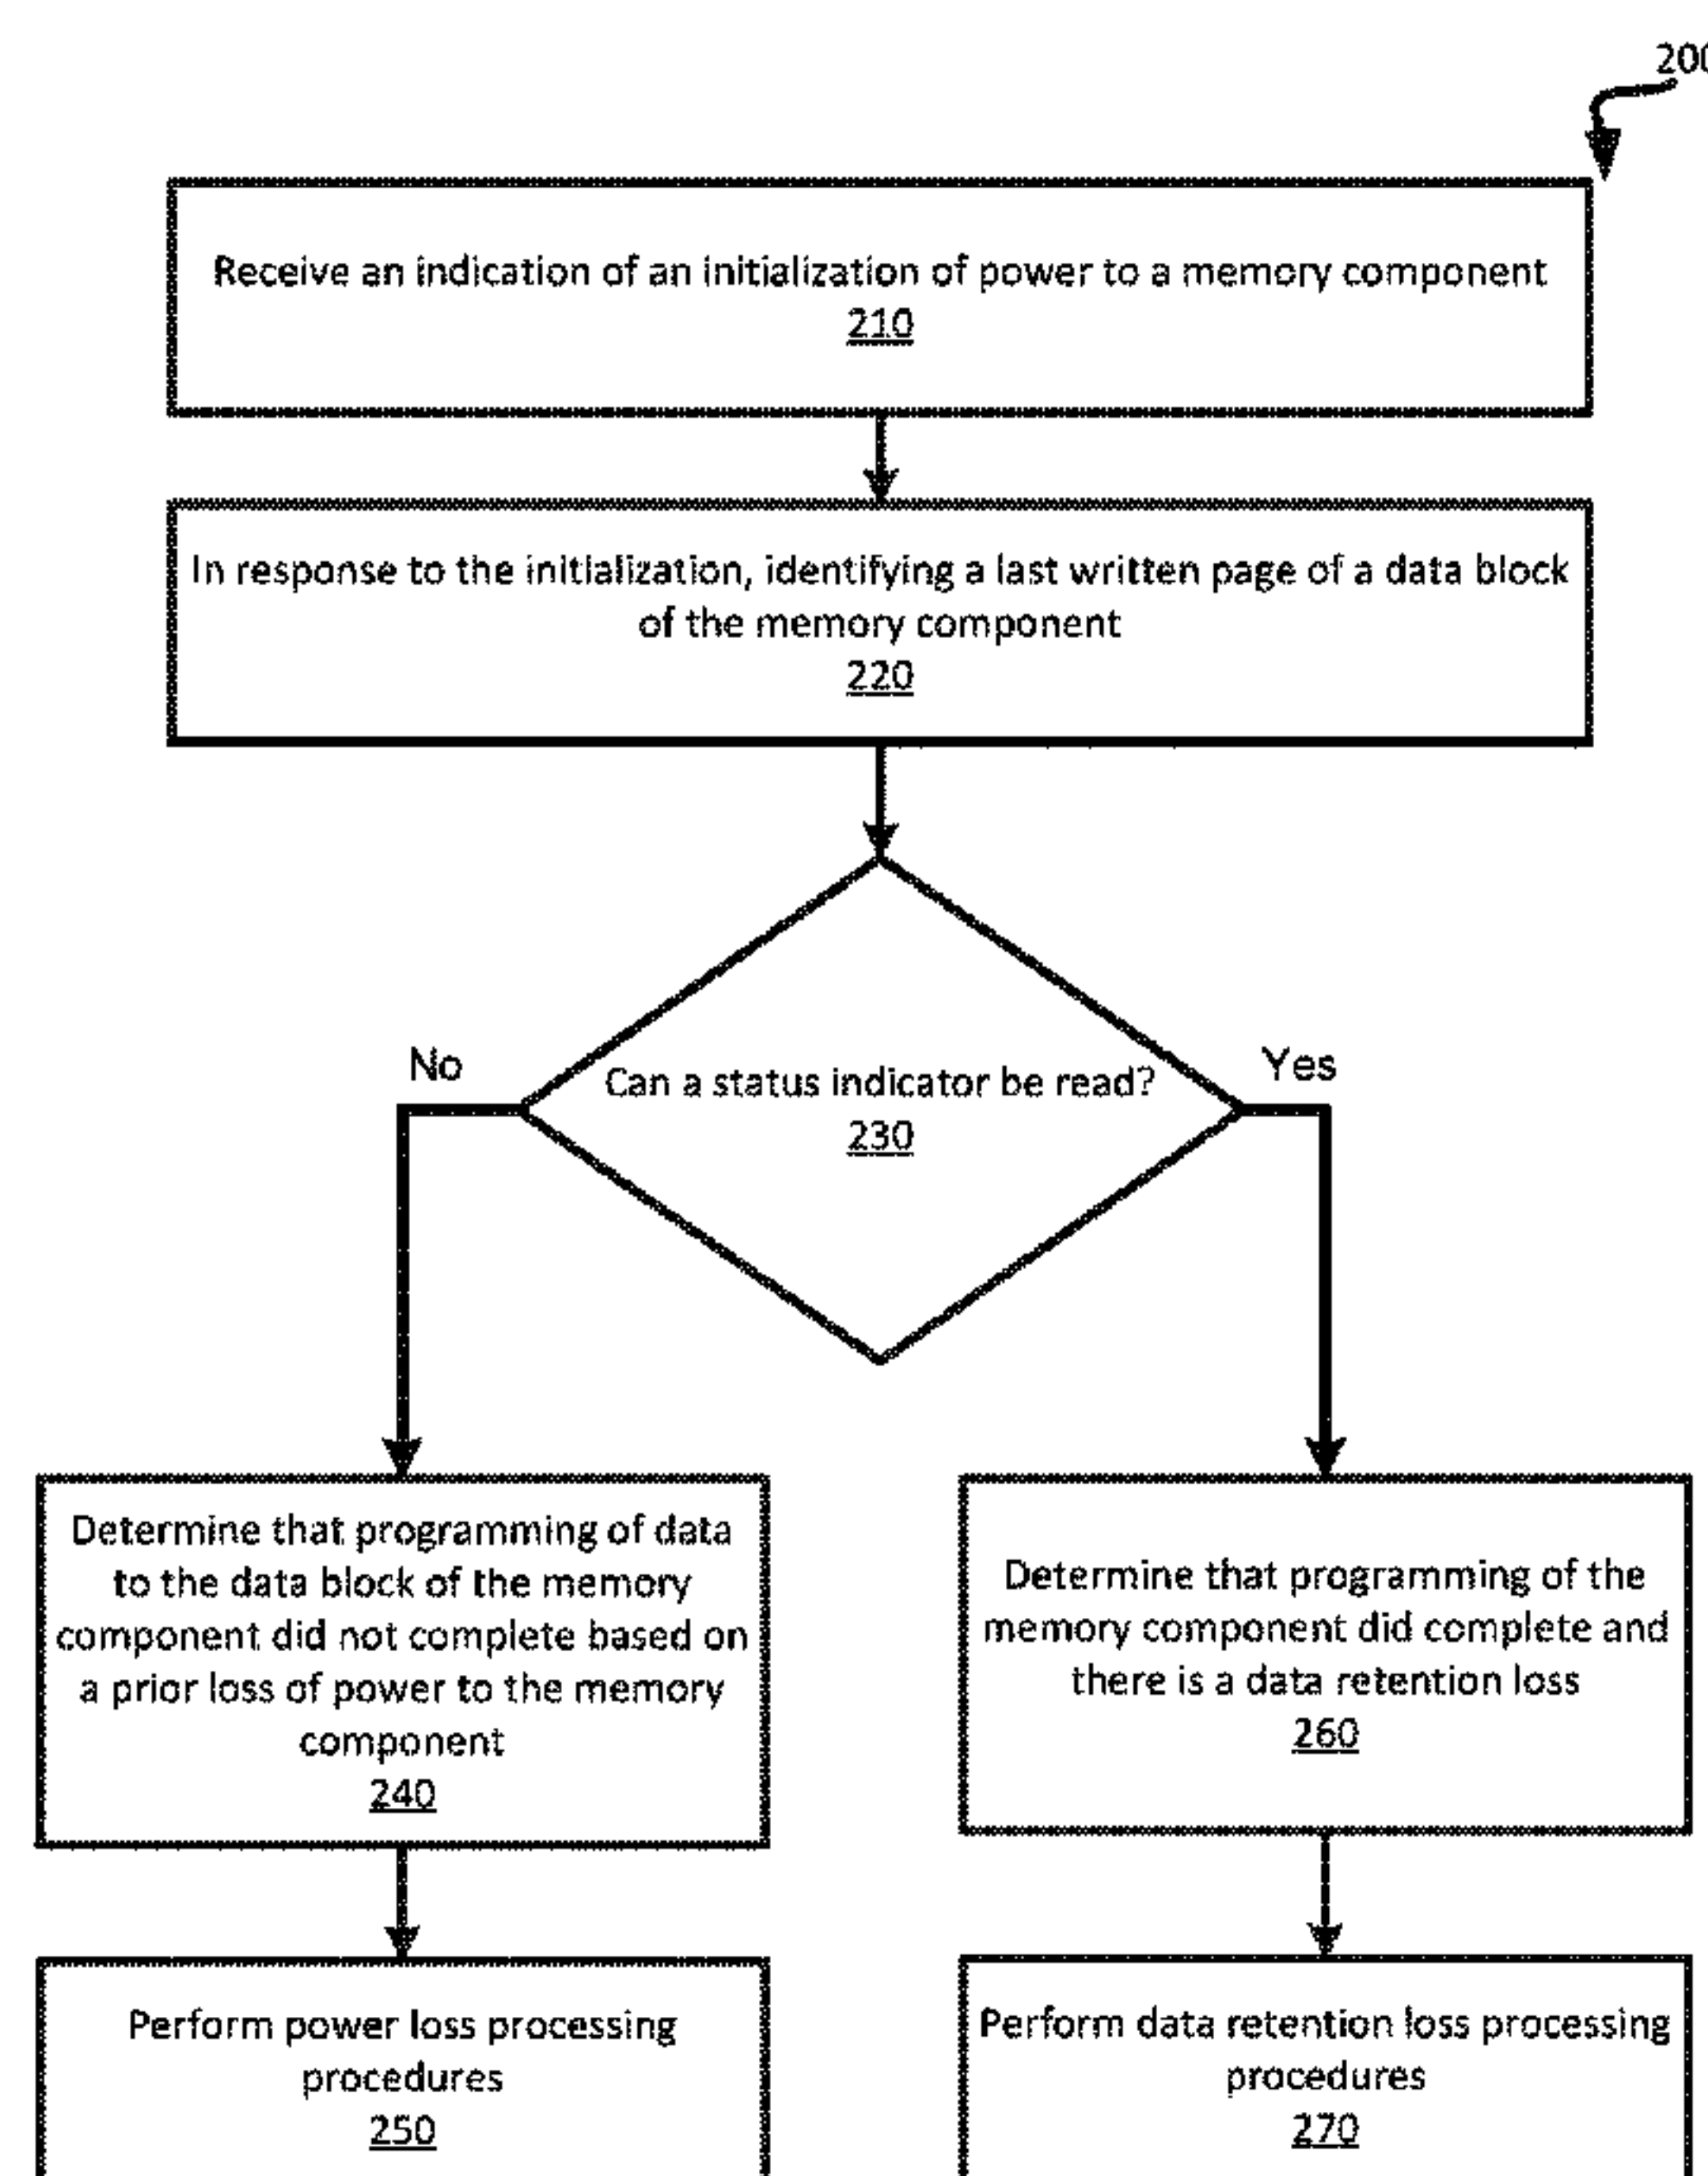 200
Receive an indication of an initialization of power to a memory component
210
In response to the initialization, identifying a last written page of a data block
of the memory component
220
No
Yes
Can a status indicator be read?
230
Determine that programming of data
to the data block of the memory
component did not complete based on
a prior loss of power to the memory
component
240
Determine that programming of the
memory component did complete and
there is a data retention loss
260
Perform power loss processing
procedures
250
Perform data retention loss processing
procedures
270